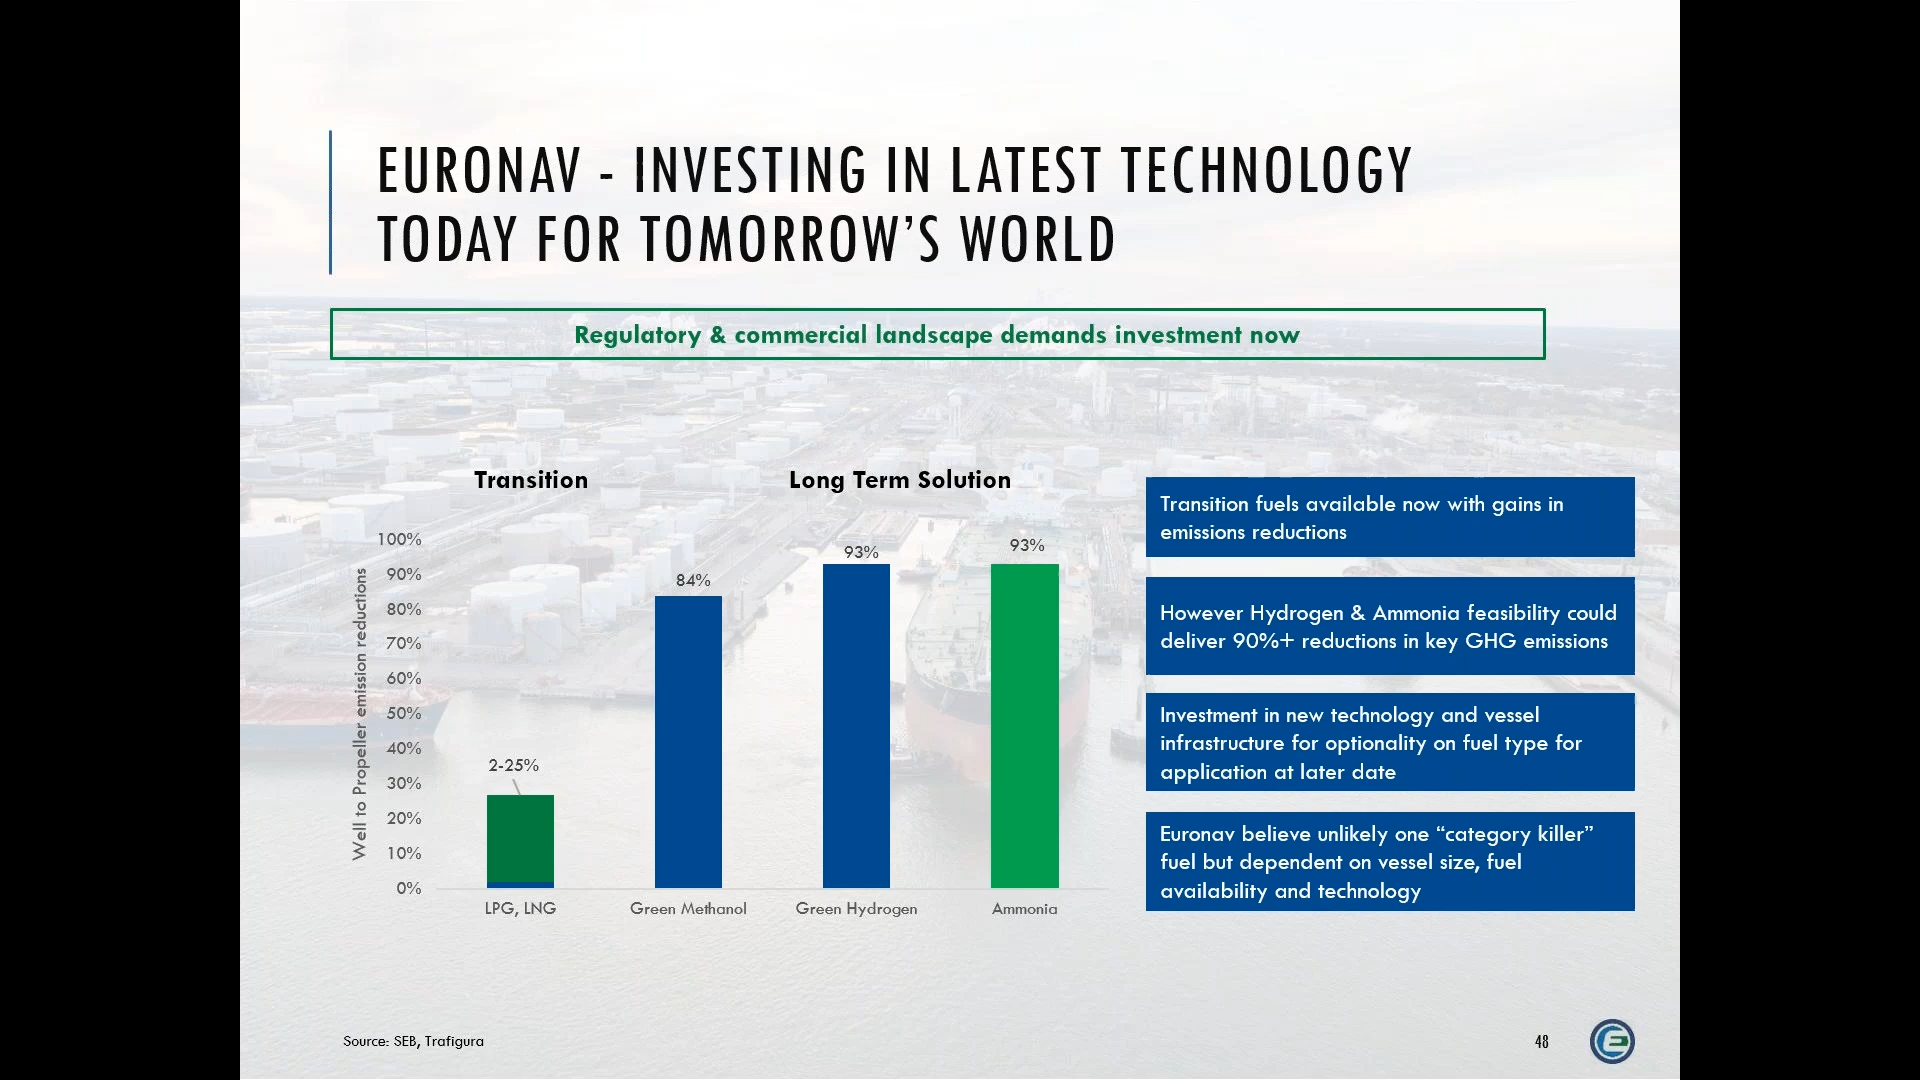 EURONAV - INVESTING IN LATEST TECHNOLOGY
TODAY FOR TOMORROW’S WORLD
Regulatory & commercial landscape demands investment now
Transition
Long Term Solution
Well to Propeller emission reductions
100%
90%
80%
70%
60%
50%
40%
30%
20%
10%
0%
2-25%
84%
93%
93%
LPG, LNG
Green Methanol
Green Hydrogen
Ammonia
Transition fuels available now with gains in
emissions reductions
However Hydrogen & Ammonia feasibility could
deliver 90%+ reductions in key GHG emissions
Investment in new technology and vessel
infrastructure for optionality on fuel type for
application at later date
Euronav believe unlikely one “category killer”
fuel but dependent on vessel size, fuel
availability and technology
Source: SEB, Trafigura
48